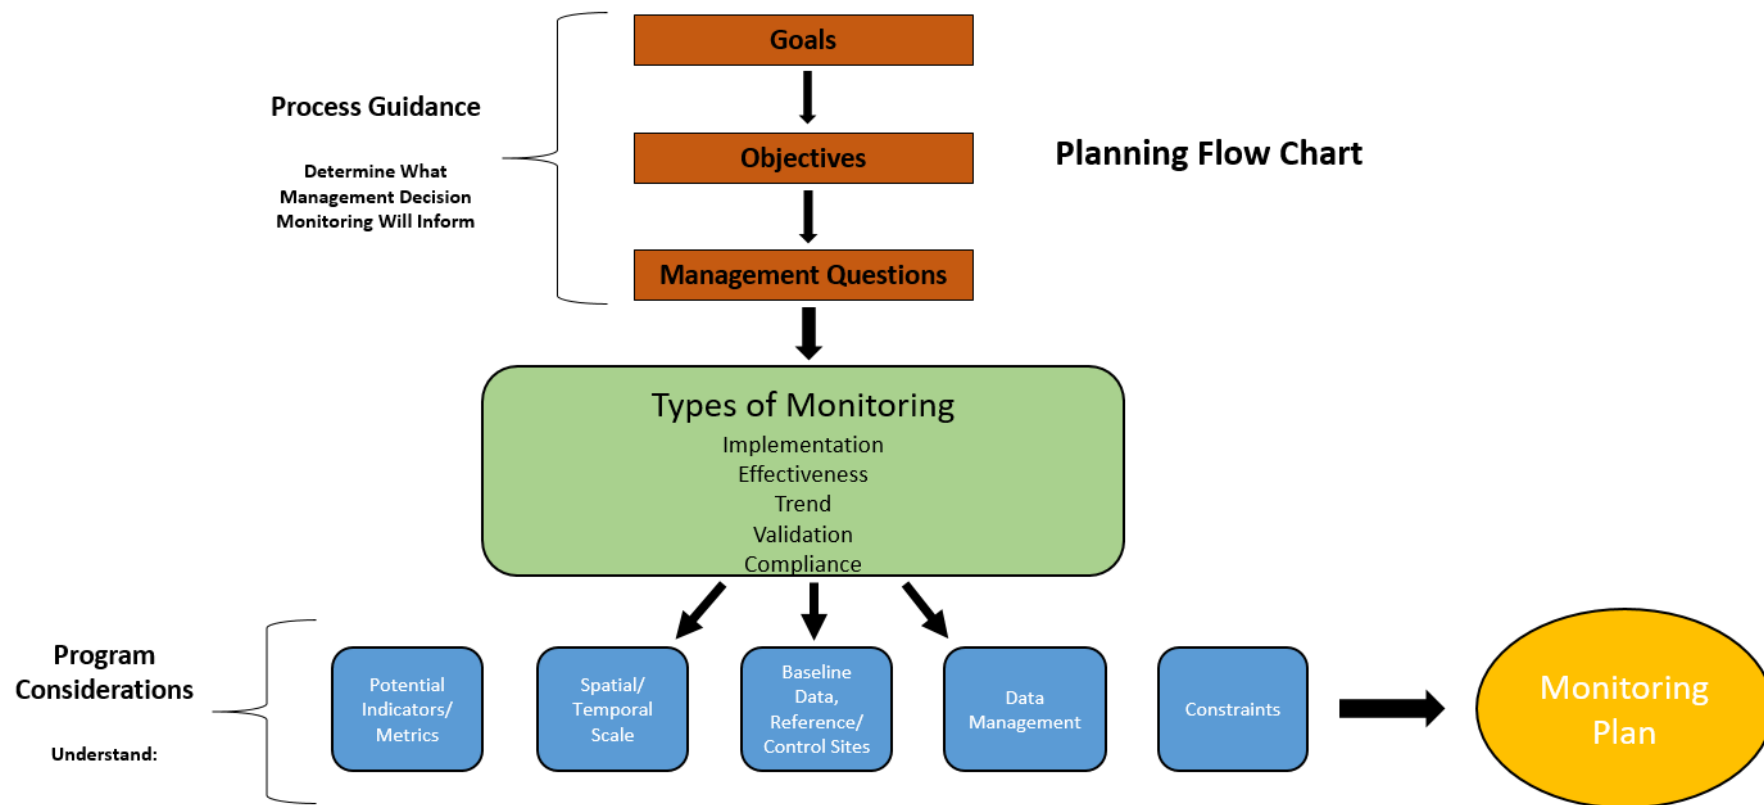 Goals
Process Guidance
Determine What
Management Decision
Monitoring Will Inform
Objectives
Planning Flow Chart
Management Questions
Types of Monitoring
Implementation
Effectiveness
Trend
Validation
Compliance
Program
Considerations
Understand:
Potential
Indicators/
Metrics
Spatial/
Temporal
Scale
Baseline
Data,
Reference/
Control Sites
Data
Management
Constraints
Monitoring
Plan